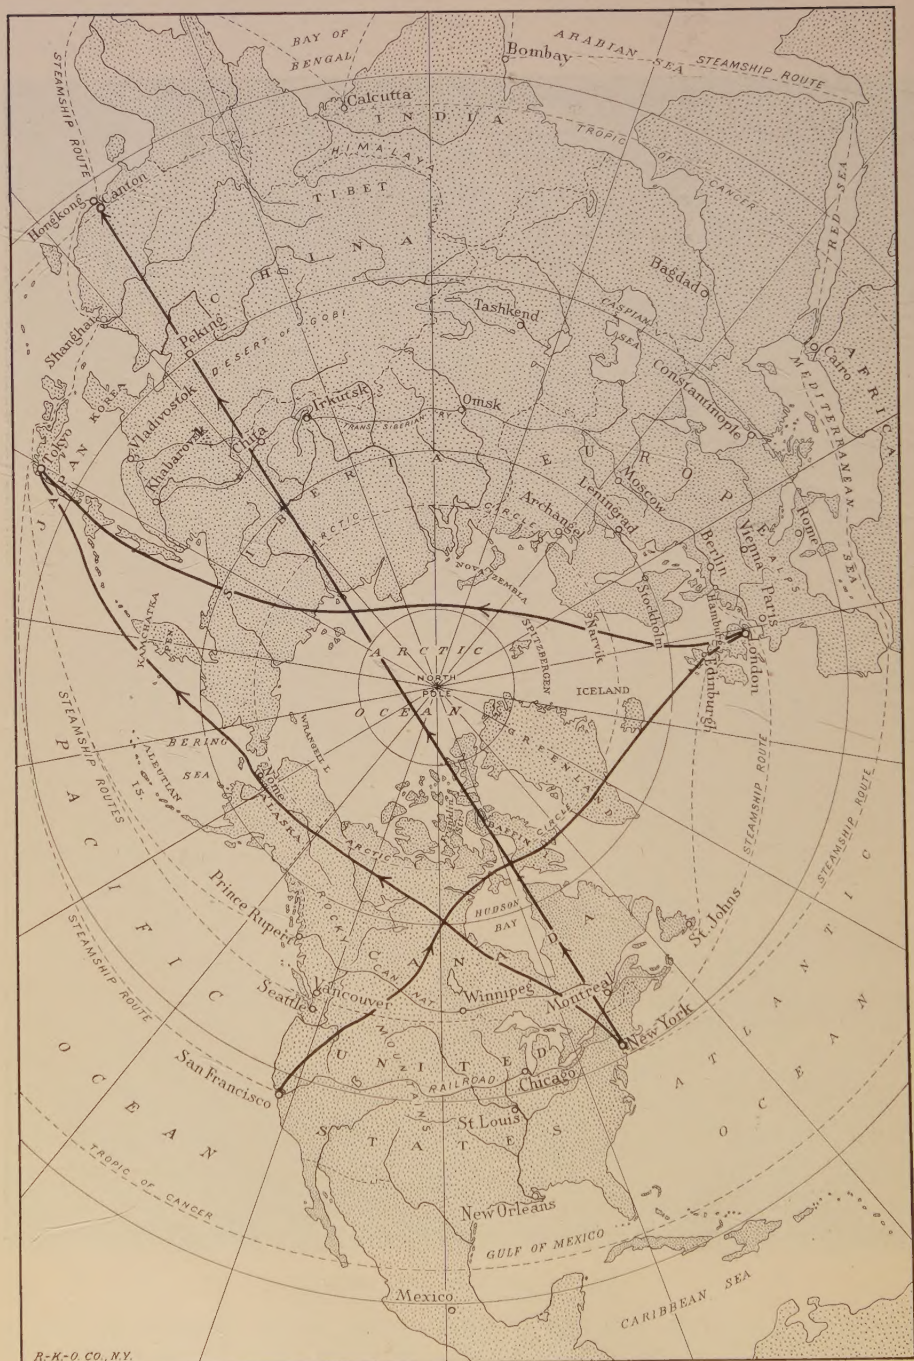 BAY OF
BENGAL
ARABIAN
SEA
STEAMSHIP ROUTE
Bombay
STEAMSHIP ROUTE
Calcutta
INDIA
HIMALAYA
TROPIC OF CANCER
TIBET
RED SEA
Hongkong
Canton
CHINA
Bagdad
Shanghai
Peking
DESERT OF GOBI
Tashkend
CASPIAN
SEA
Cairo
AFRICA
MEDITERRANEAN SEA
Constantinople
KOREA
Vladivostok
Irkutsk
Omsk
TRANS-SIBERIAN RY.
Tokyo
JAPAN
Khabarovsk
Chita
EUROPE
SIBERIA
Moscow
Leningrad
Archangel
ARCTIC CIRCLE
Rome
Vienna
ALPS
Berlin
Hamburg
Paris
NOVA ZEMBLA
Stockholm
London
Narvik
Edinburgh
SPITZBERGEN
KAMCHATKA
PEN.
ARCTIC
OCEAN
NORTH
POLE
ICELAND
GREENLAND
WRANGELL I.
BERING
SEA
ALEUTIAN
IS.
Nome
ALASKA
STEAMSHIP ROUTES
PACIFIC
OCEAN
ARCTIC CIRCLE
BAFFIN
STEAMSHIP ROUTE
STEAMSHIP ROUTE
HUDSON
BAY
CANADA
Prince Rupert
ROCKY
MOUNTAINS
CAN. NAT.
St. Johns
STEAMSHIP ROUTE
Vancouver
Seattle
Winnipeg
Montreal
New York
ATLANTIC
OCEAN
UNITED
STATES
RAILROAD
Chicago
San Francisco
St. Louis
TROPIC OF CANCER
New Orleans
GULF OF MEXICO
Mexico
CARIBBEAN SEA
R.-K.-O. CO., N.Y.